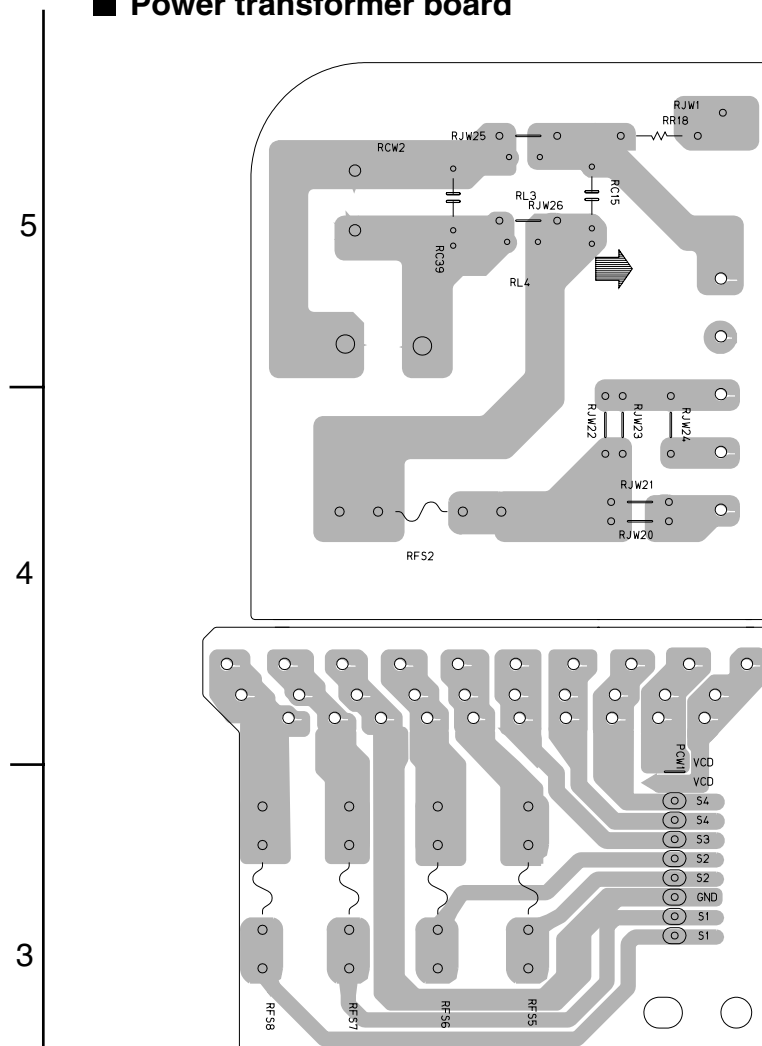 ■ Power transformer board
RJW1
RR18
RJW25
RCW2
RL3
RC15
RJW26
5
RC39
RL4
RJW22
RJW23
RJW24
RJW21
RJW20
RFS2
4
PCW1
VCD
VCD
S4
S4
S3
S2
S2
GND
S1
S1
3
RFS8
RFS7
RFS6
RFS5